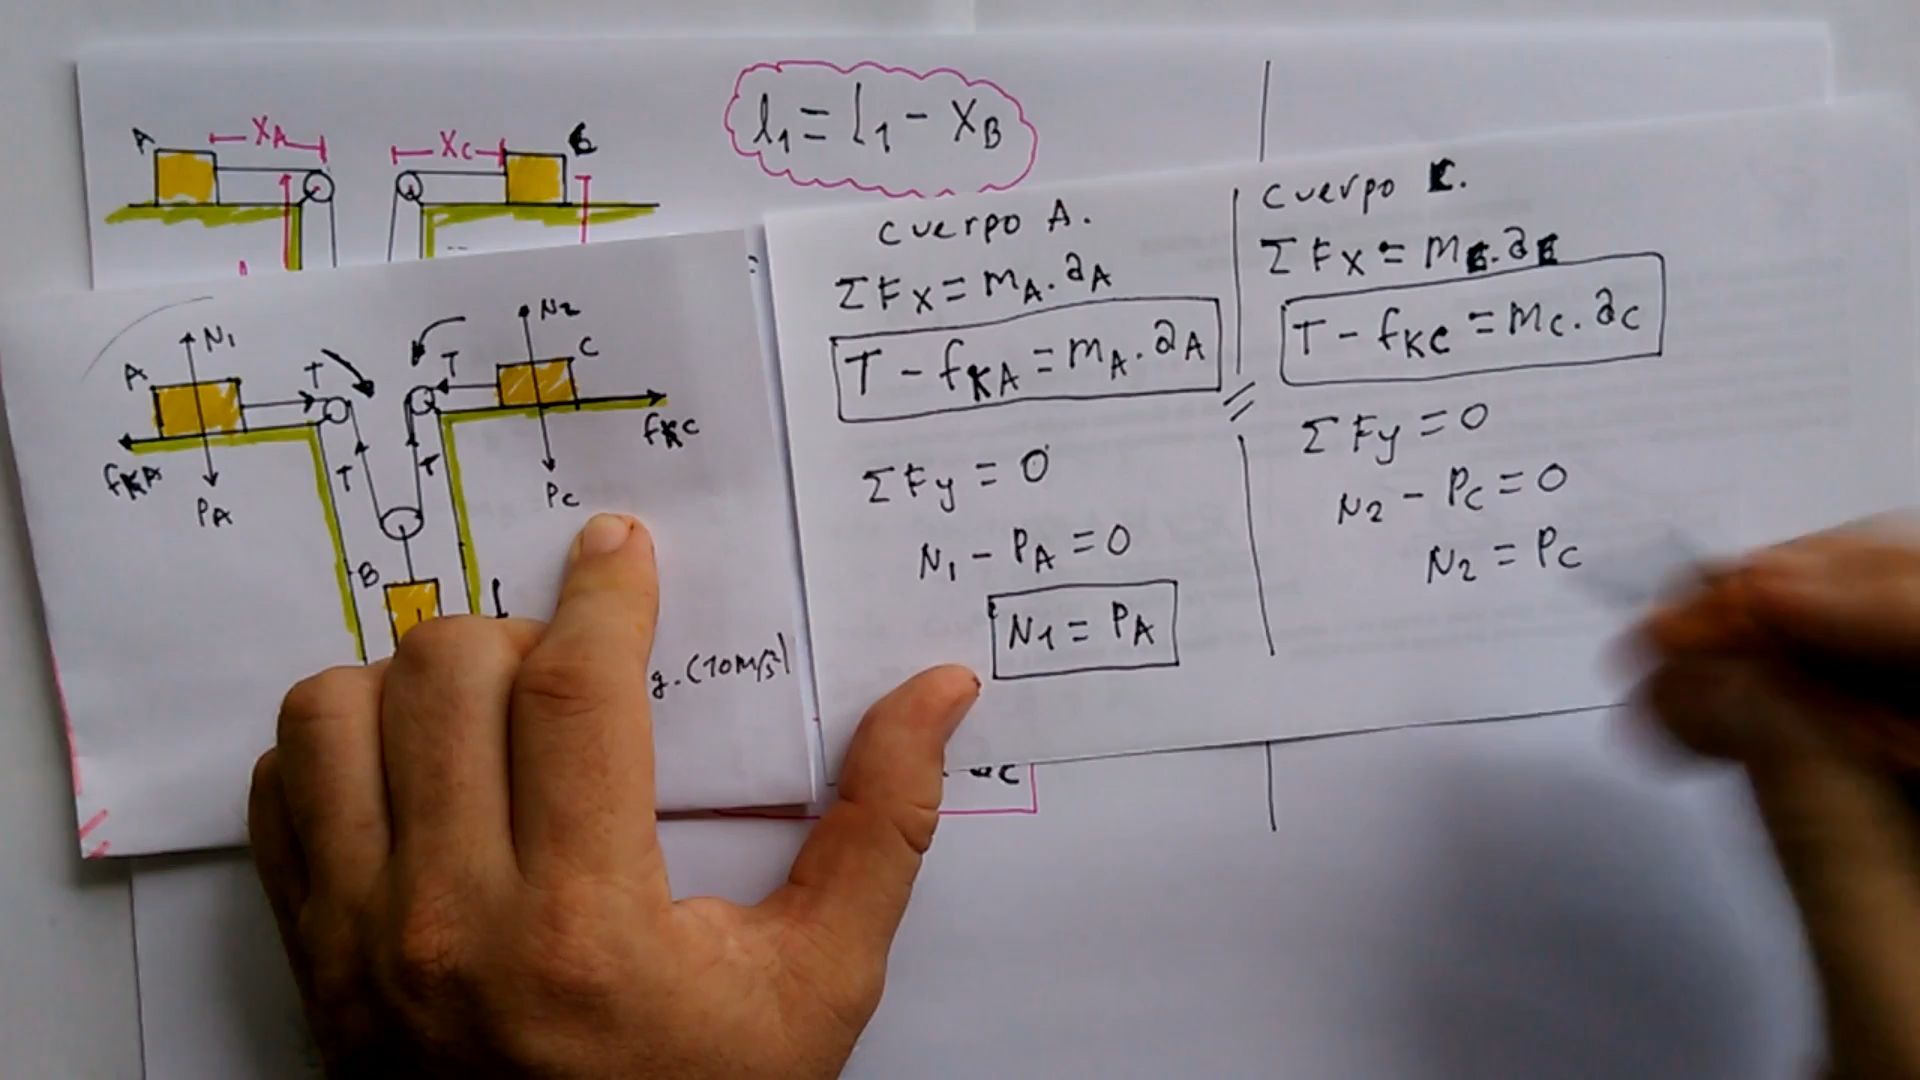 A XA XC C
l1 = L1 - XB
N1 N2
A T T C
fKA T T fKC
PA PC
B
g.(10M/s²)
cuerpo A.
ΣFx = mA.aA
T - fKA = mA.aA
ΣFy = 0
N1 - PA = 0
N1 = PA
cuerpo C.
ΣFx = mC.aC
T - fKC = mC.aC
ΣFy = 0
N2 - PC = 0
N2 = PC